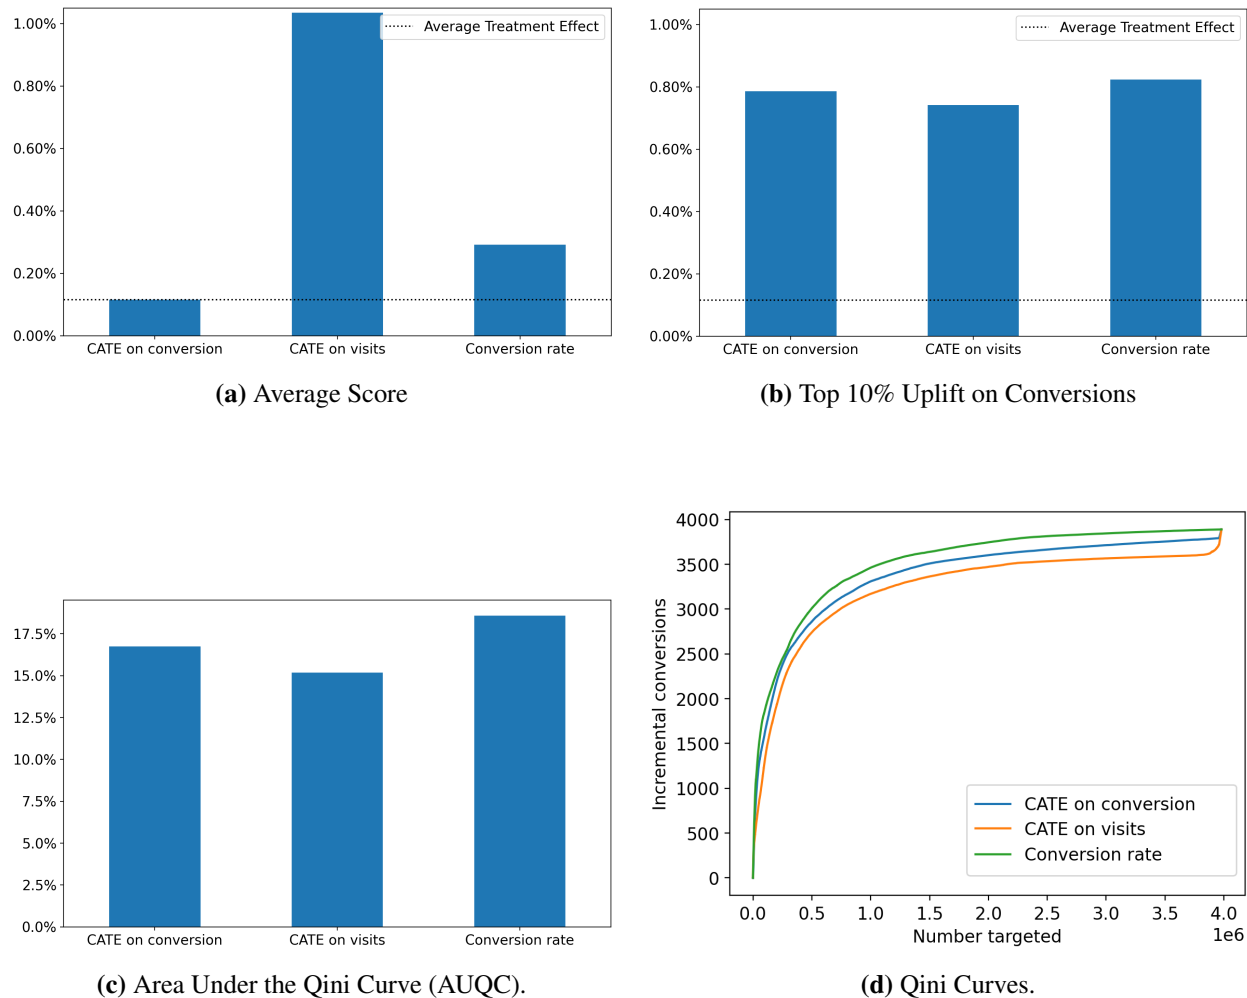 1.00%
0.80%
0.60%
0.40%
0.20%
0.00%
Average Treatment Effect
CATE on conversion CATE on visits Conversion rate
(a) Average Score
1.00%
0.80%
0.60%
0.40%
0.20%
0.00%
Average Treatment Effect
CATE on conversion CATE on visits Conversion rate
(b) Top 10% Uplift on Conversions
17.5%
15.0%
12.5%
10.0%
7.5%
5.0%
2.5%
0.0%
CATE on conversion CATE on visits Conversion rate
(c) Area Under the Qini Curve (AUQC).
Incremental conversions
4000
3500
3000
2500
2000
1500
1000
500
0
CATE on conversion
CATE on visits
Conversion rate
0.0 0.5 1.0 1.5 2.0 2.5 3.0 3.5 4.0
Number targeted
1e6
(d) Qini Curves.